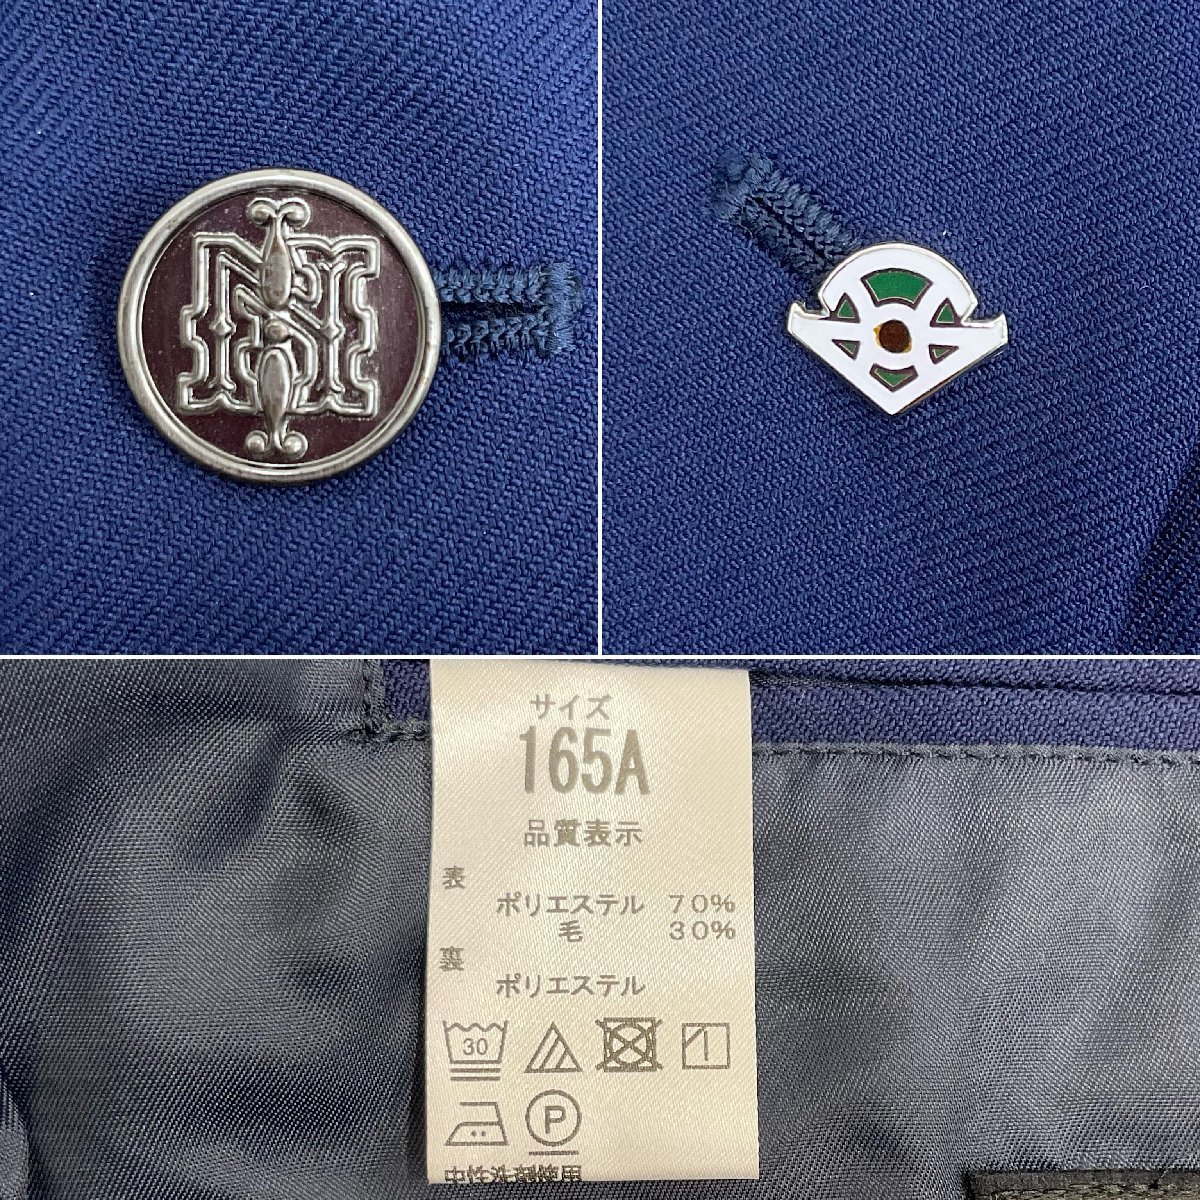 サイズ
165A
品質表示
表
ポリエステル 70%
毛 30%
裏
ポリエステル
30
P
中性洗剤使用